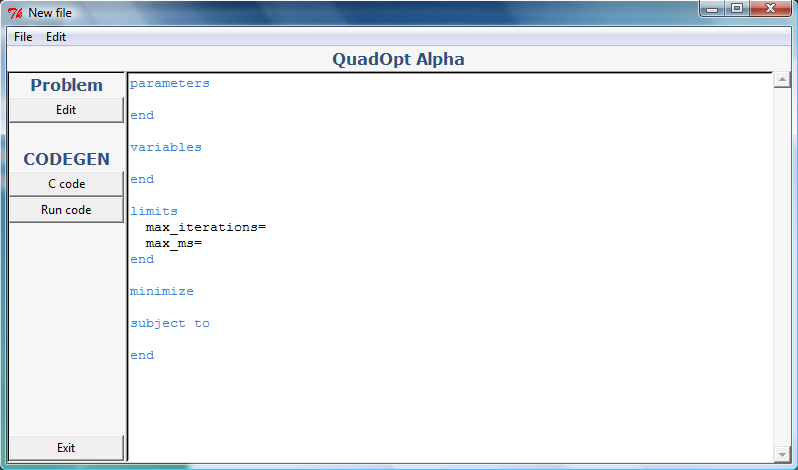 New file
File Edit
QuadOpt Alpha
Problem
Edit
CODEGEN
C code
Run code
Exit
parameters
end
variables
end
limits
max_iterations=
max_ms=
end
minimize
subject to
end